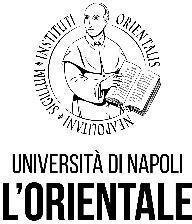 SIGILLUM INSTITUTI ORIENTALIS NEAPOLITANI
UNIVERSITÀ DI NAPOLI
L'ORIENTALE